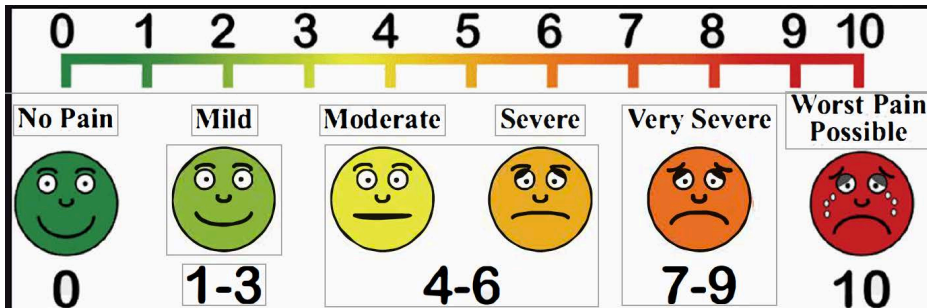 0 1 2 3 4 5 6 7 8 9 10
No Pain Mild Moderate Severe Very Severe Worst Pain
Possible
0 1-3 4-6 7-9 10